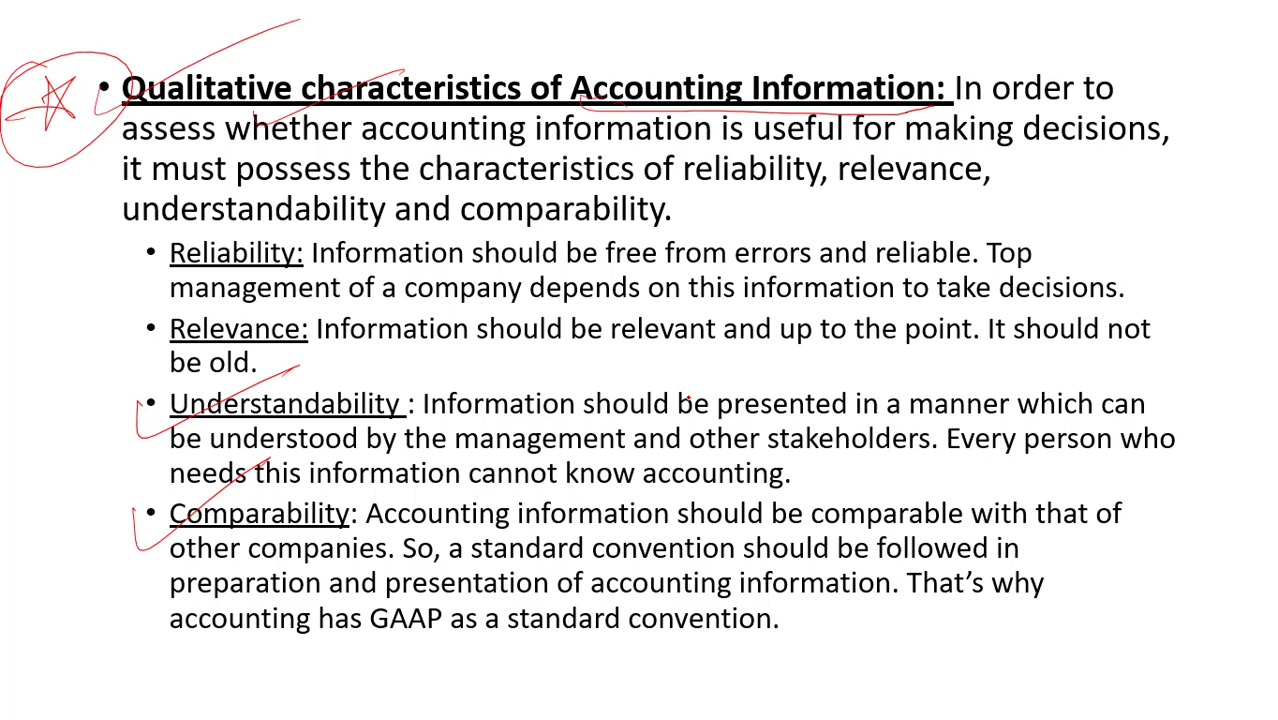 • Qualitative characteristics of Accounting Information: In order to
assess whether accounting information is useful for making decisions,
it must possess the characteristics of reliability, relevance,
understandability and comparability.
• Reliability: Information should be free from errors and reliable. Top
management of a company depends on this information to take decisions.
• Relevance: Information should be relevant and up to the point. It should not
be old.
• Understandability : Information should be presented in a manner which can
be understood by the management and other stakeholders. Every person who
needs this information cannot know accounting.
• Comparability: Accounting information should be comparable with that of
other companies. So, a standard convention should be followed in
preparation and presentation of accounting information. That’s why
accounting has GAAP as a standard convention.